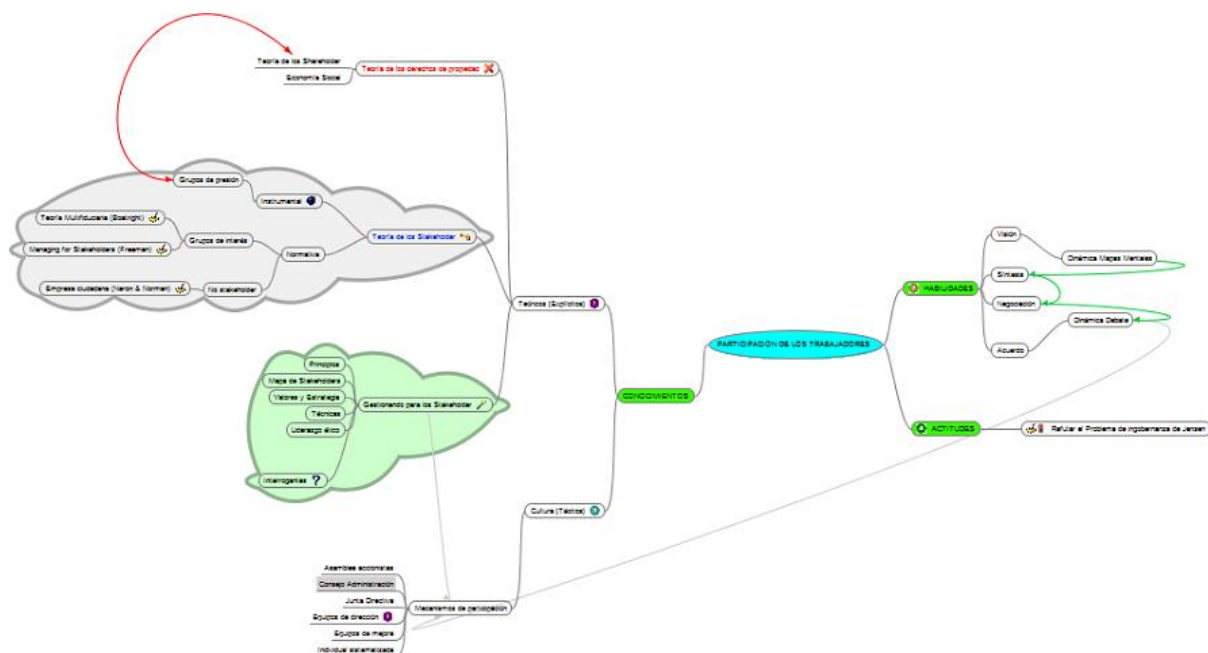 Teoría de los Shareholder
Economía Social
Teoría de los derechos de propiedad
Grupos de presión
Instrumental
Teoría Multifiduciaria (Boatright)
Grupos de interés
Managing for Stakeholders (Freeman)
Normativa
Teoría de los Stakeholder
Empresa ciudadana (Neron & Norman)
No stakeholder
Teóricos (Explícitos)
Principios
Mapa de Stakeholders
Valores y Estrategia
Técnicas
Liderazgo ético
Interrogantes
Gestionando para los Stakeholder
CONOCIMIENTOS
Cultura (Tácitos)
Asamblea accionistas
Consejo Administración
Junta Directiva
Equipos de dirección
Equipos de mejora
Individual sistematizada
Mecanismos de participación
PARTICIPACIÓN DE LOS TRABAJADORES
HABILIDADES
Visión
Dinámica Mapas Mentales
Síntesis
Negociación
Dinámica Debate
Acuerdo
ACTITUDES
Refutar el Problema de ingobernanza de Jensen